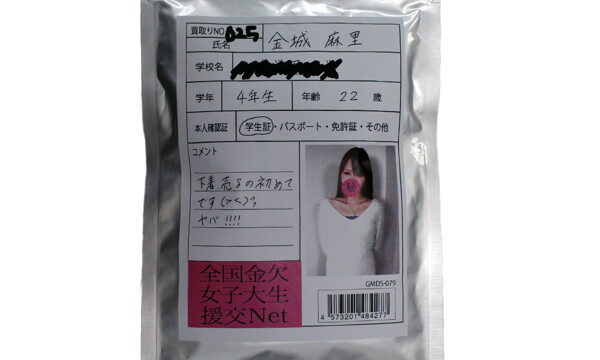 買取りNO 025
氏名 金城 麻里
学校名
学年 4年生 年齢 22 歳
本人確認証 学生証・パスポート・免許証・その他
コメント
下着売るの初めて
です(>く)３
ヤバ!!!!
秘
全国金欠
女子大生
援交Net
GMDS-029
4 573201 484277